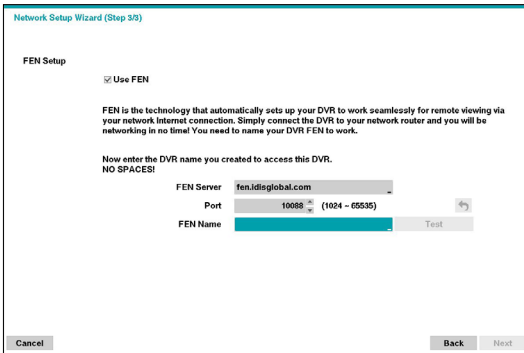 Network Setup Wizard (Step 3/3)
FEN Setup
Use FEN
FEN is the technology that automatically sets up your DVR to work seamlessly for remote viewing via
your network Internet connection. Simply connect the DVR to your network router and you will be
networking in no time! You need to name your DVR FEN to work.
Now enter the DVR name you created to access this DVR.
NO SPACES!
FEN Server fen.idisglobal.com
Port 10088 (1024 ~ 65535)
FEN Name Test
Cancel Back Next